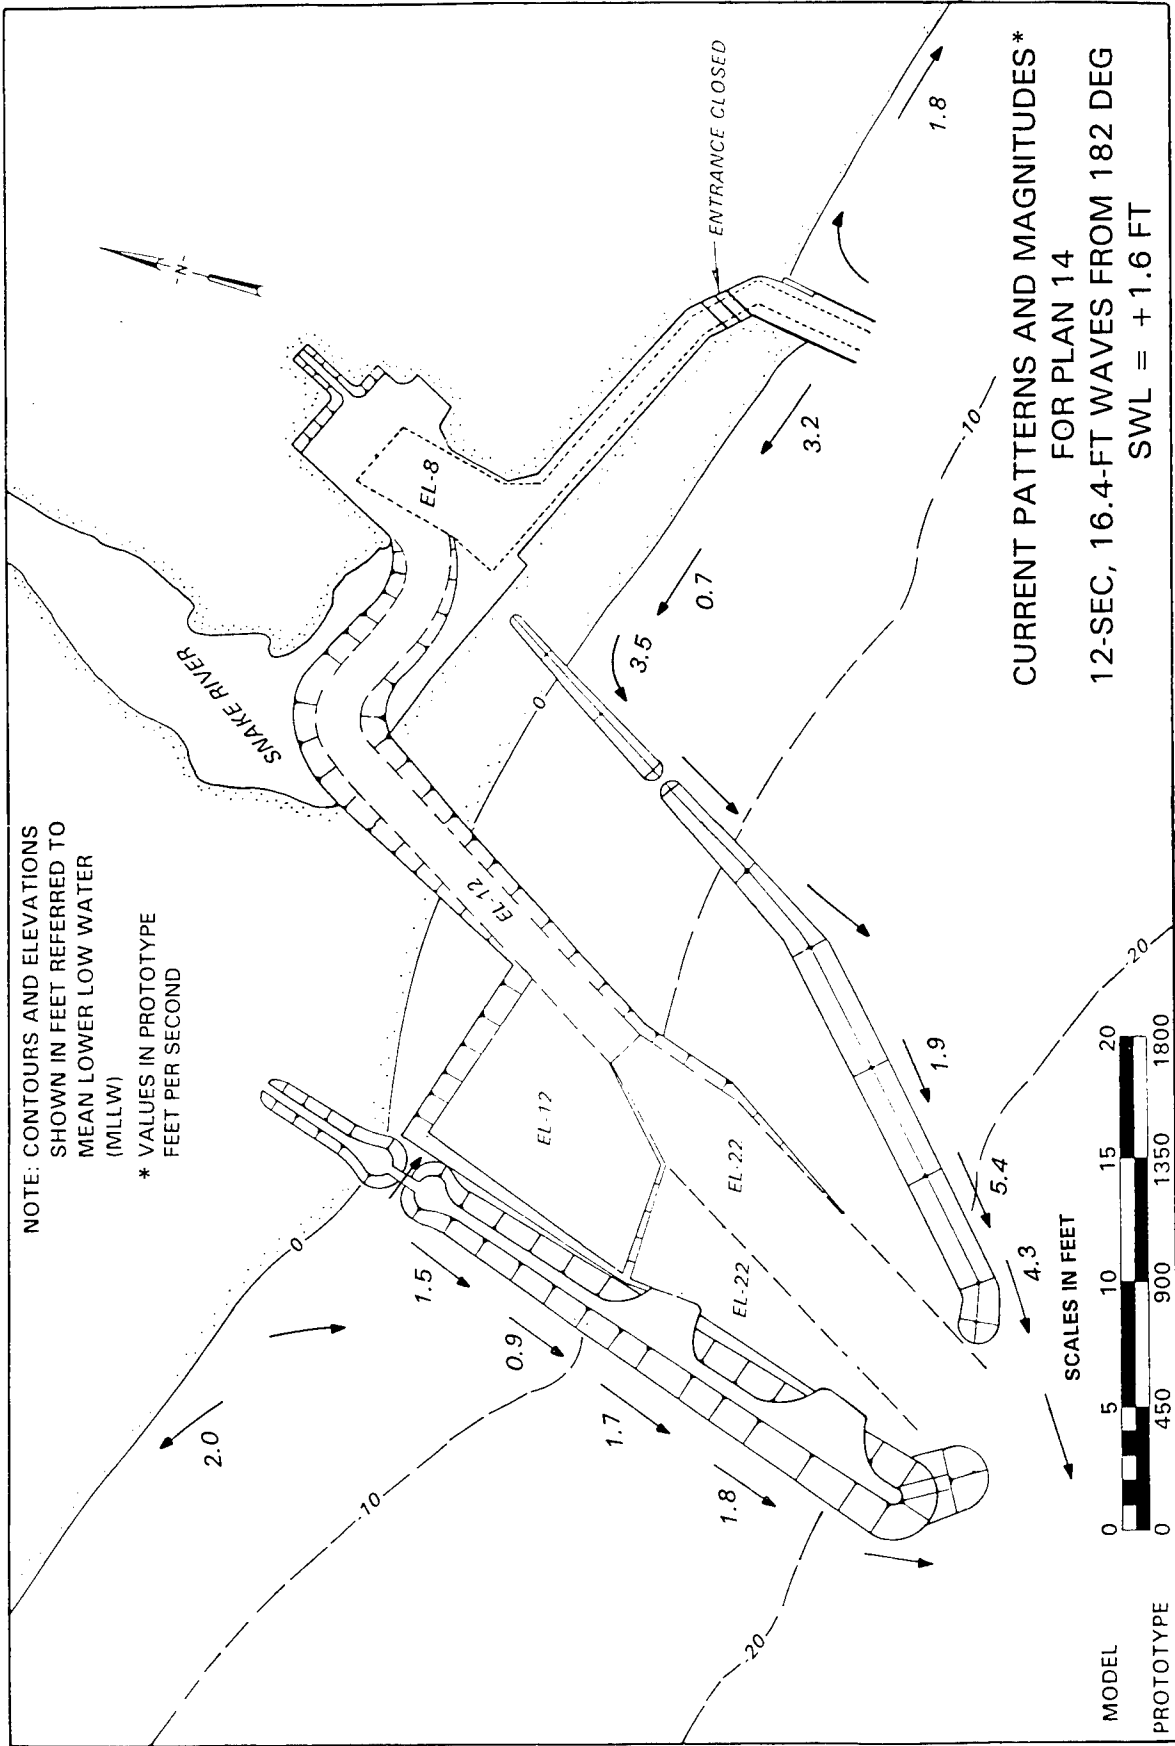 NOTE: CONTOURS AND ELEVATIONS
SHOWN IN FEET REFERRED TO
MEAN LOWER LOW WATER
(MLLW)
* VALUES IN PROTOTYPE
FEET PER SECOND
SNAKE RIVER
-N-
ENTRANCE CLOSED
EL-8
EL-12
EL-12
EL-22
EL-22
0
0
-10
-10
-20
-20
2.0
1.5
0.9
1.7
1.8
3.5
0.7
3.2
1.8
1.9
5.4
4.3
CURRENT PATTERNS AND MAGNITUDES*
FOR PLAN 14
12-SEC, 16.4-FT WAVES FROM 182 DEG
SWL = +1.6 FT
SCALES IN FEET
MODEL 0 5 10 15 20
PROTOTYPE 0 450 900 1350 1800